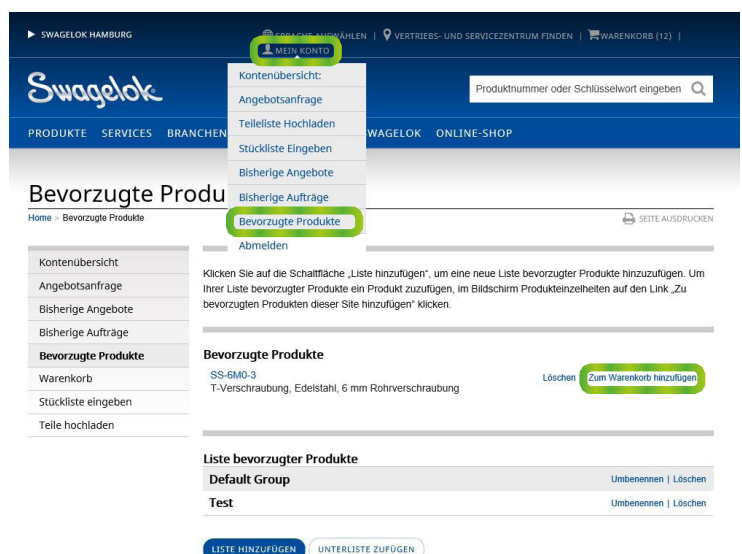 SWAGELOK HAMBURG
SPRACHE AUSWÄHLEN | VERTRIEBS- UND SERVICEZENTRUM FINDEN | WARENKORB (12) |
MEIN KONTO
Swagelok
Produktnummer oder Schlüsselwort eingeben
PRODUKTE SERVICES BRANCHEN WAGELOK ONLINE-SHOP
Kontenübersicht:
Angebotsanfrage
Teileliste Hochladen
Stückliste Eingeben
Bisherige Angebote
Bisherige Aufträge
Bevorzugte Produkte
Abmelden
Bevorzugte Produ
Home > Bevorzugte Produkte
SEITE AUSDRUCKEN
Kontenübersicht
Angebotsanfrage
Bisherige Angebote
Bisherige Aufträge
Bevorzugte Produkte
Warenkorb
Stückliste eingeben
Teile hochladen
Klicken Sie auf die Schaltfläche „Liste hinzufügen“, um eine neue Liste bevorzugter Produkte hinzuzufügen. Um
Ihrer Liste bevorzugter Produkte ein Produkt zuzufügen, im Bildschirm Produkteinzelheiten auf den Link „Zu
bevorzugten Produkten dieser Site hinzufügen“ klicken.
Bevorzugte Produkte
SS-6M0-3
T-Verschraubung, Edelstahl, 6 mm Rohrverschraubung
Löschen Zum Warenkorb hinzufügen
Liste bevorzugter Produkte
Default Group Umbenennen | Löschen
Test Umbenennen | Löschen
LISTE HINZUFÜGEN UNTERLISTE ZUFÜGEN